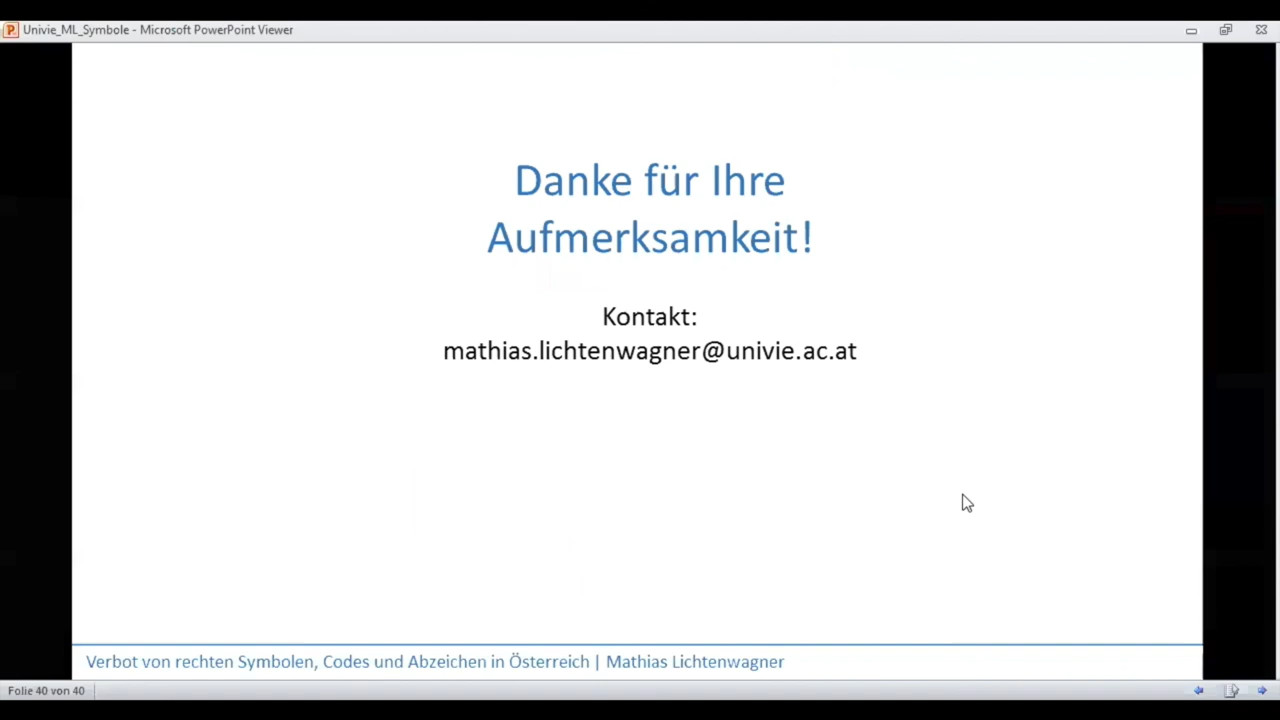 Univie_ML_Symbole - Microsoft PowerPoint Viewer
Danke für Ihre
Aufmerksamkeit!
Kontakt:
mathias.lichtenwagner@univie.ac.at
Verbot von rechten Symbolen, Codes und Abzeichen in Österreich | Mathias Lichtenwagner
Folie 40 von 40